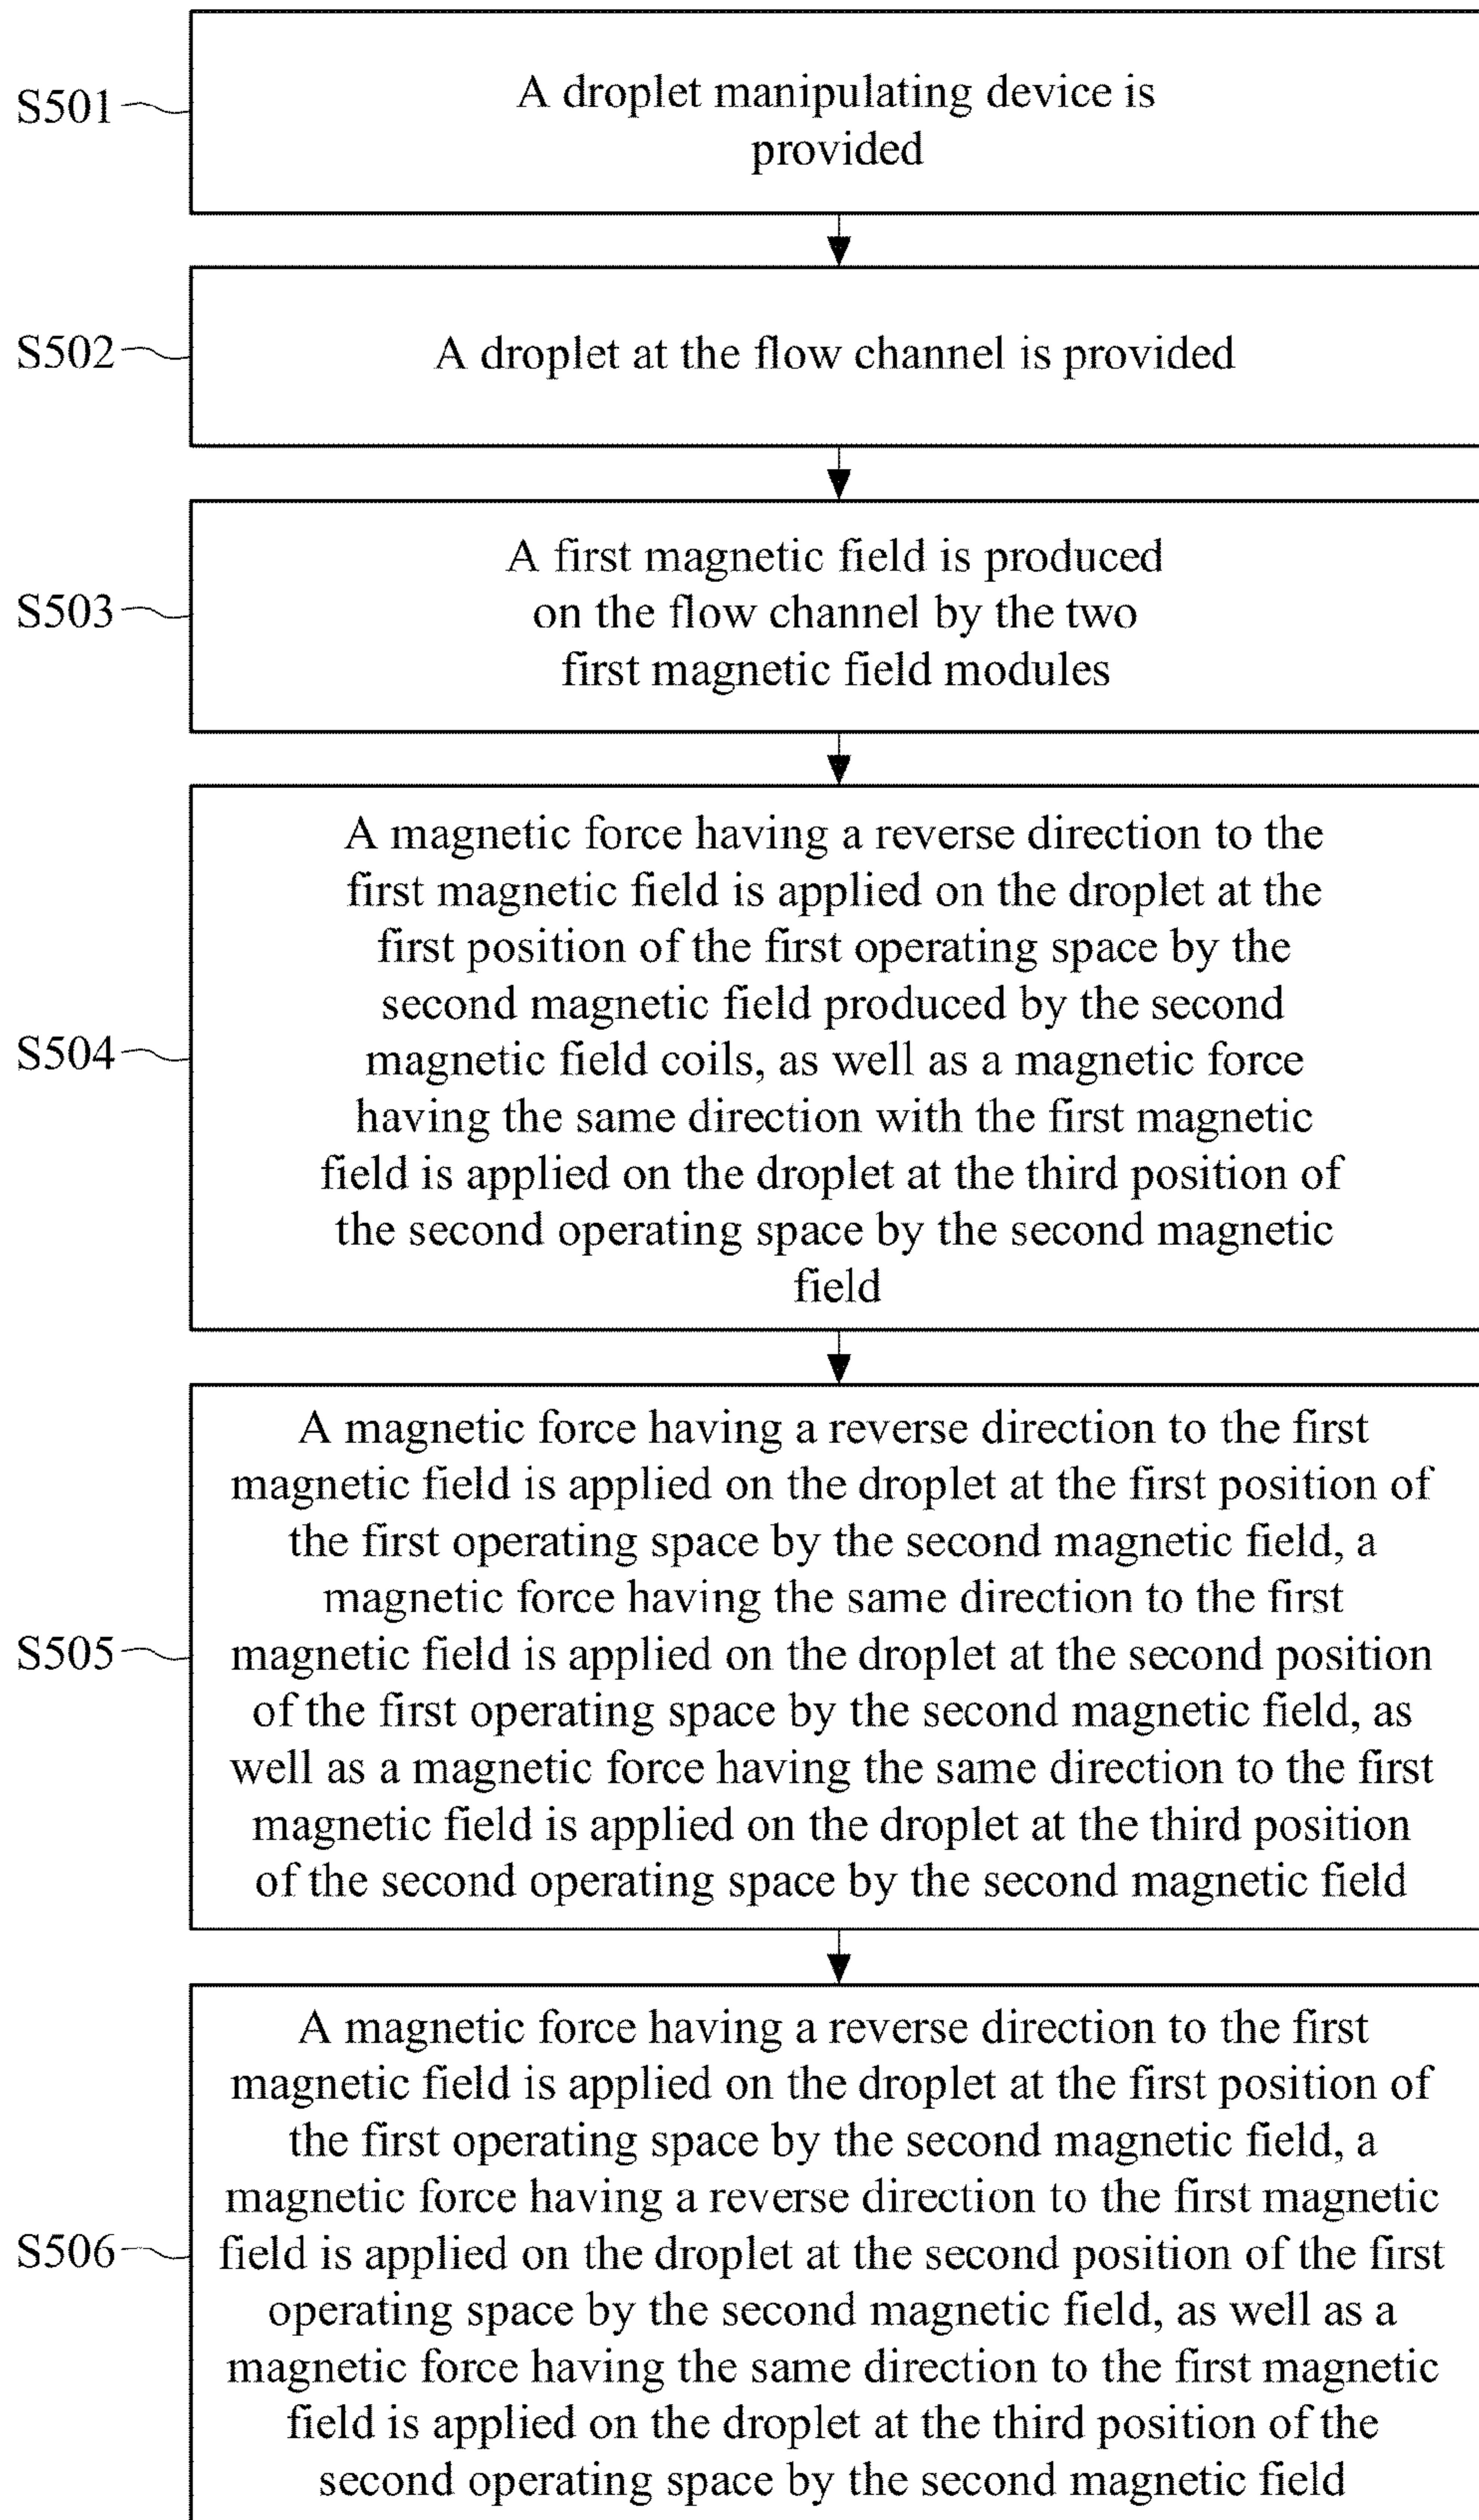 S501
A droplet manipulating device is
provided
S502
A droplet at the flow channel is provided
S503
A first magnetic field is produced
on the flow channel by the two
first magnetic field modules
S504
A magnetic force having a reverse direction to the
first magnetic field is applied on the droplet at the
first position of the first operating space by the
second magnetic field produced by the second
magnetic field coils, as well as a magnetic force
having the same direction with the first magnetic
field is applied on the droplet at the third position of
the second operating space by the second magnetic
field
S505
A magnetic force having a reverse direction to the first
magnetic field is applied on the droplet at the first position of
the first operating space by the second magnetic field, a
magnetic force having the same direction to the first
magnetic field is applied on the droplet at the second position
of the first operating space by the second magnetic field, as
well as a magnetic force having the same direction to the first
magnetic field is applied on the droplet at the third position
of the second operating space by the second magnetic field
S506
A magnetic force having a reverse direction to the first
magnetic field is applied on the droplet at the first position of
the first operating space by the second magnetic field, a
magnetic force having a reverse direction to the first magnetic
field is applied on the droplet at the second position of the first
operating space by the second magnetic field, as well as a
magnetic force having the same direction to the first magnetic
field is applied on the droplet at the third position of the
second operating space by the second magnetic field